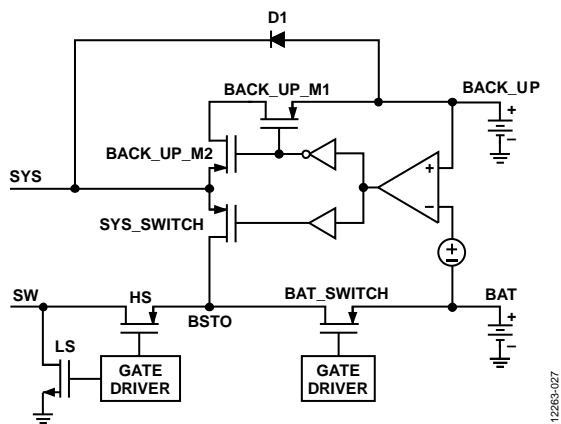 D1
BACK_UP_M1
BACK_UP
+
−
BACK_UP_M2
SYS
+
−
SYS_SWITCH
+
−
SW
HS
BSTO
BAT_SWITCH
BAT
+
−
LS
GATE
DRIVER
GATE
DRIVER
12263-027